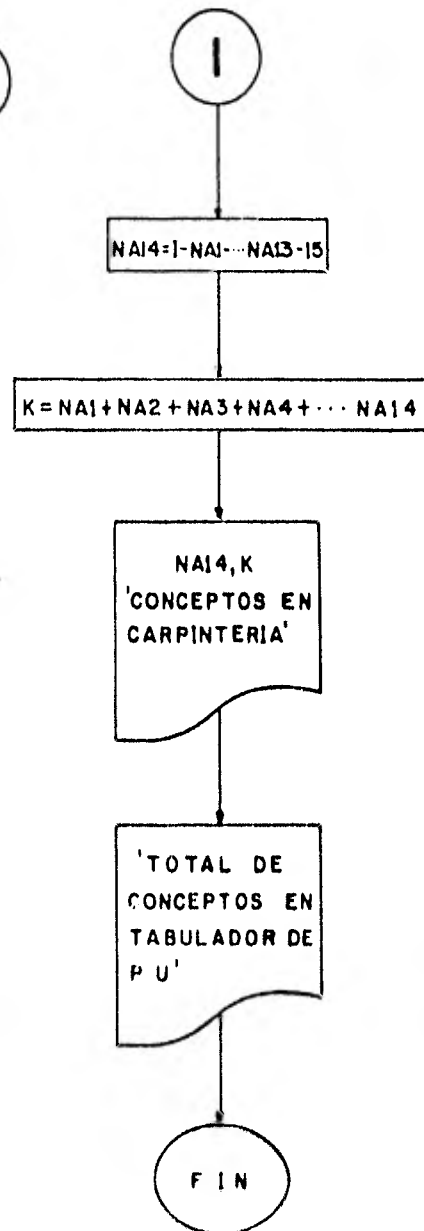 I
NA14=I-NA1-···NA13-15
K=NA1+NA2+NA3+NA4+··· NA14
NA14,K
'CONCEPTOS EN
CARPINTERIA'
'TOTAL DE
CONCEPTOS EN
TABULADOR DE
P U'
FIN